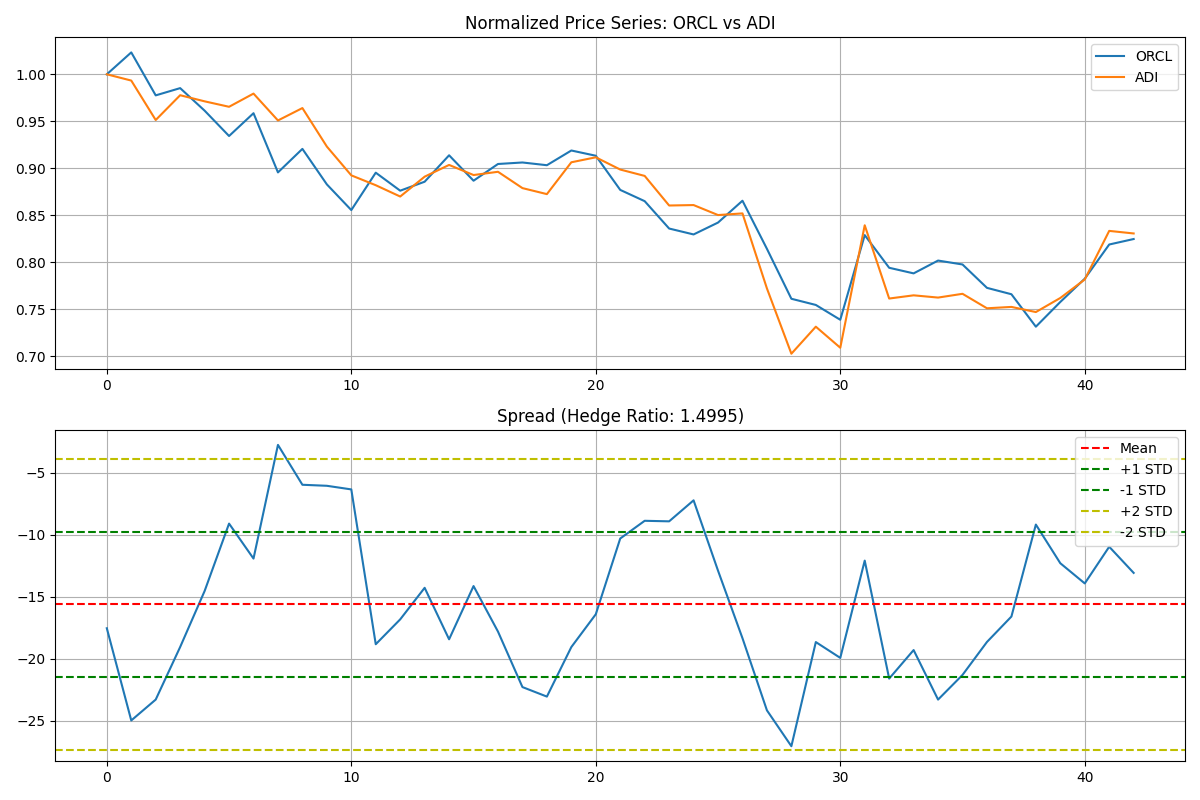 Normalized Price Series: ORCL vs ADI
ORCL
ADI
1.00
0.95
0.90
0.85
0.80
0.75
0.70
0
10
20
30
40
Spread (Hedge Ratio: 1.4995)
Mean
+1 STD
-1 STD
+2 STD
-2 STD
−5
−10
−15
−20
−25
0
10
20
30
40